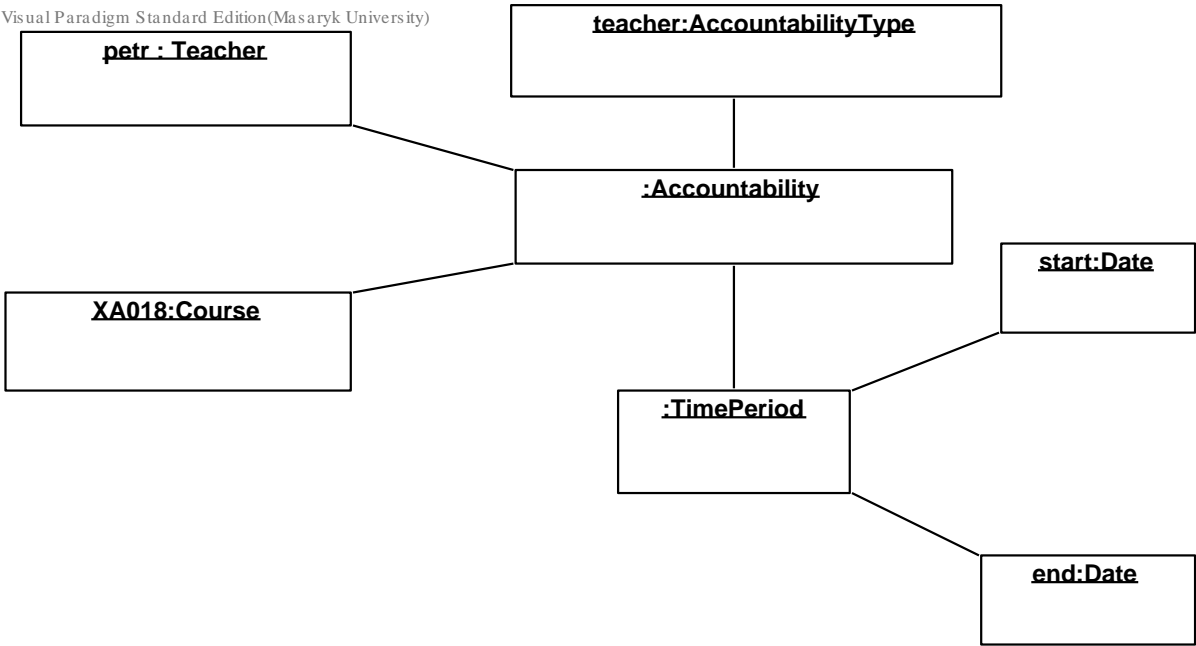 Visual Paradigm Standard Edition(Masaryk University)
petr : Teacher
teacher:AccountabilityType
:Accountability
XA018:Course
start:Date
:TimePeriod
end:Date